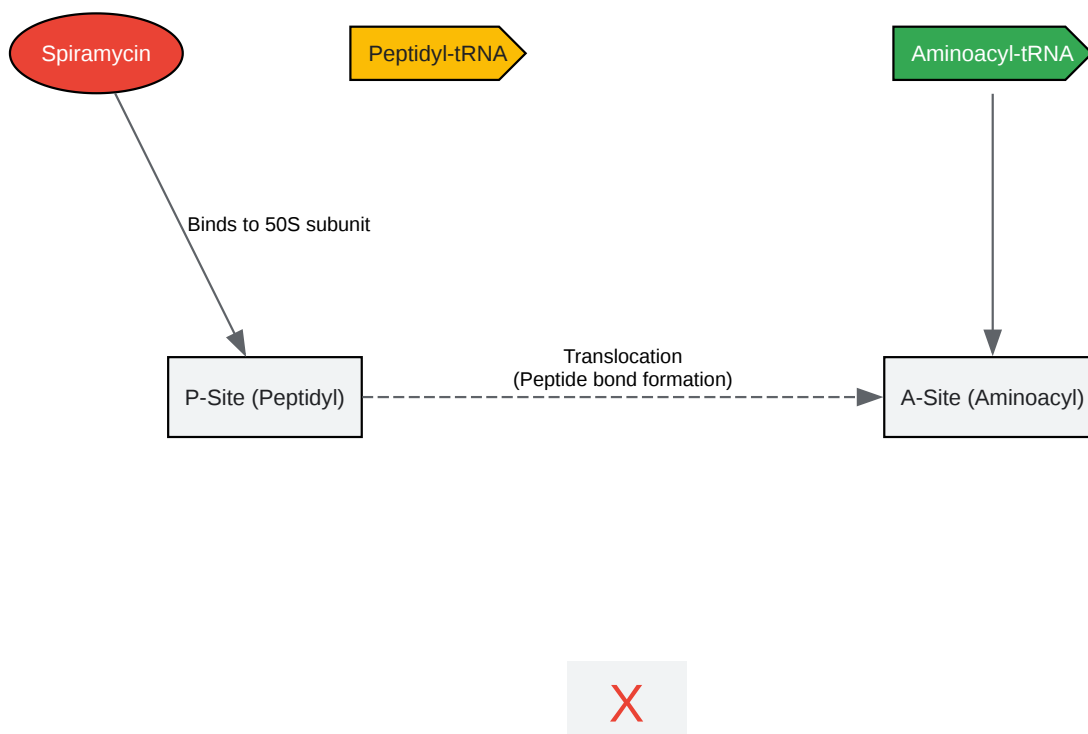 Spiramycin
Peptidyl-tRNA
Aminoacyl-tRNA
Binds to 50S subunit
Translocation
(Peptide bond formation)
P-Site (Peptidyl)
A-Site (Aminoacyl)
X